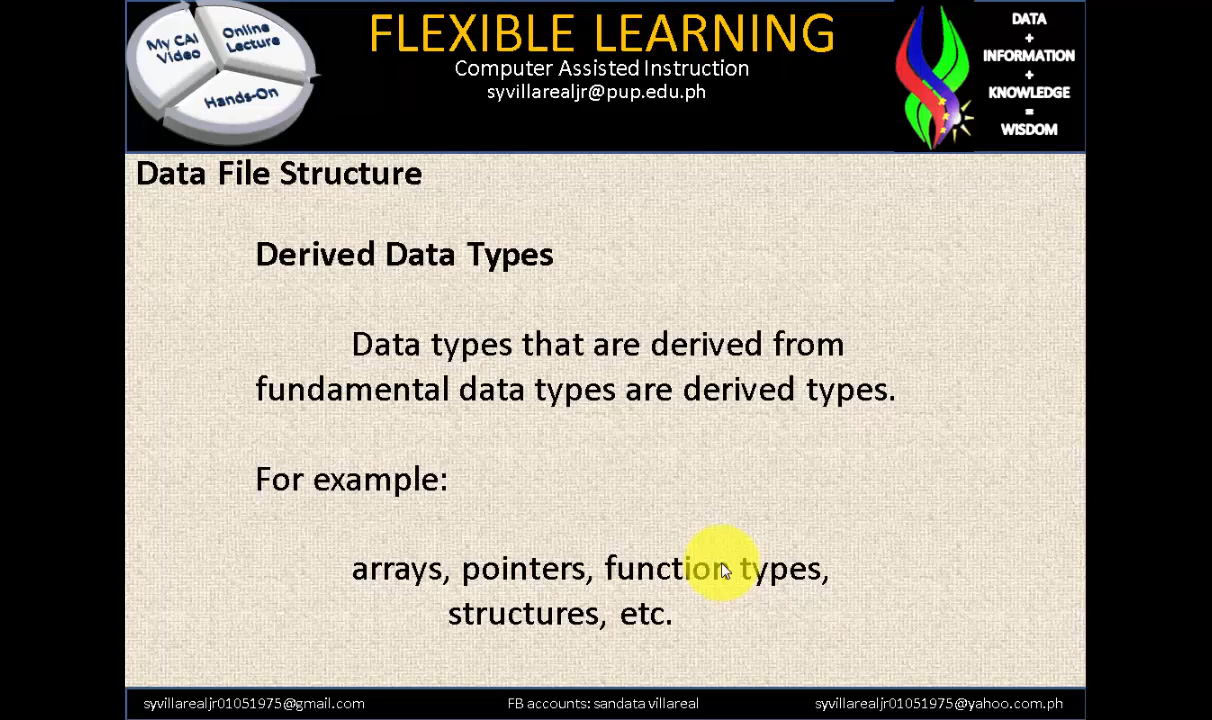 My CAI
Video
Online
Lecture
Hands-On
FLEXIBLE LEARNING
Computer Assisted Instruction
syvillarealjr@pup.edu.ph
DATA
+
INFORMATION
+
KNOWLEDGE
=
WISDOM
Data File Structure
Derived Data Types
Data types that are derived from
fundamental data types are derived types.
For example:
arrays, pointers, function types,
structures, etc.
syvillarealjr01051975@gmail.com
FB accounts: sandata villareal
syvillarealjr01051975@yahoo.com.ph